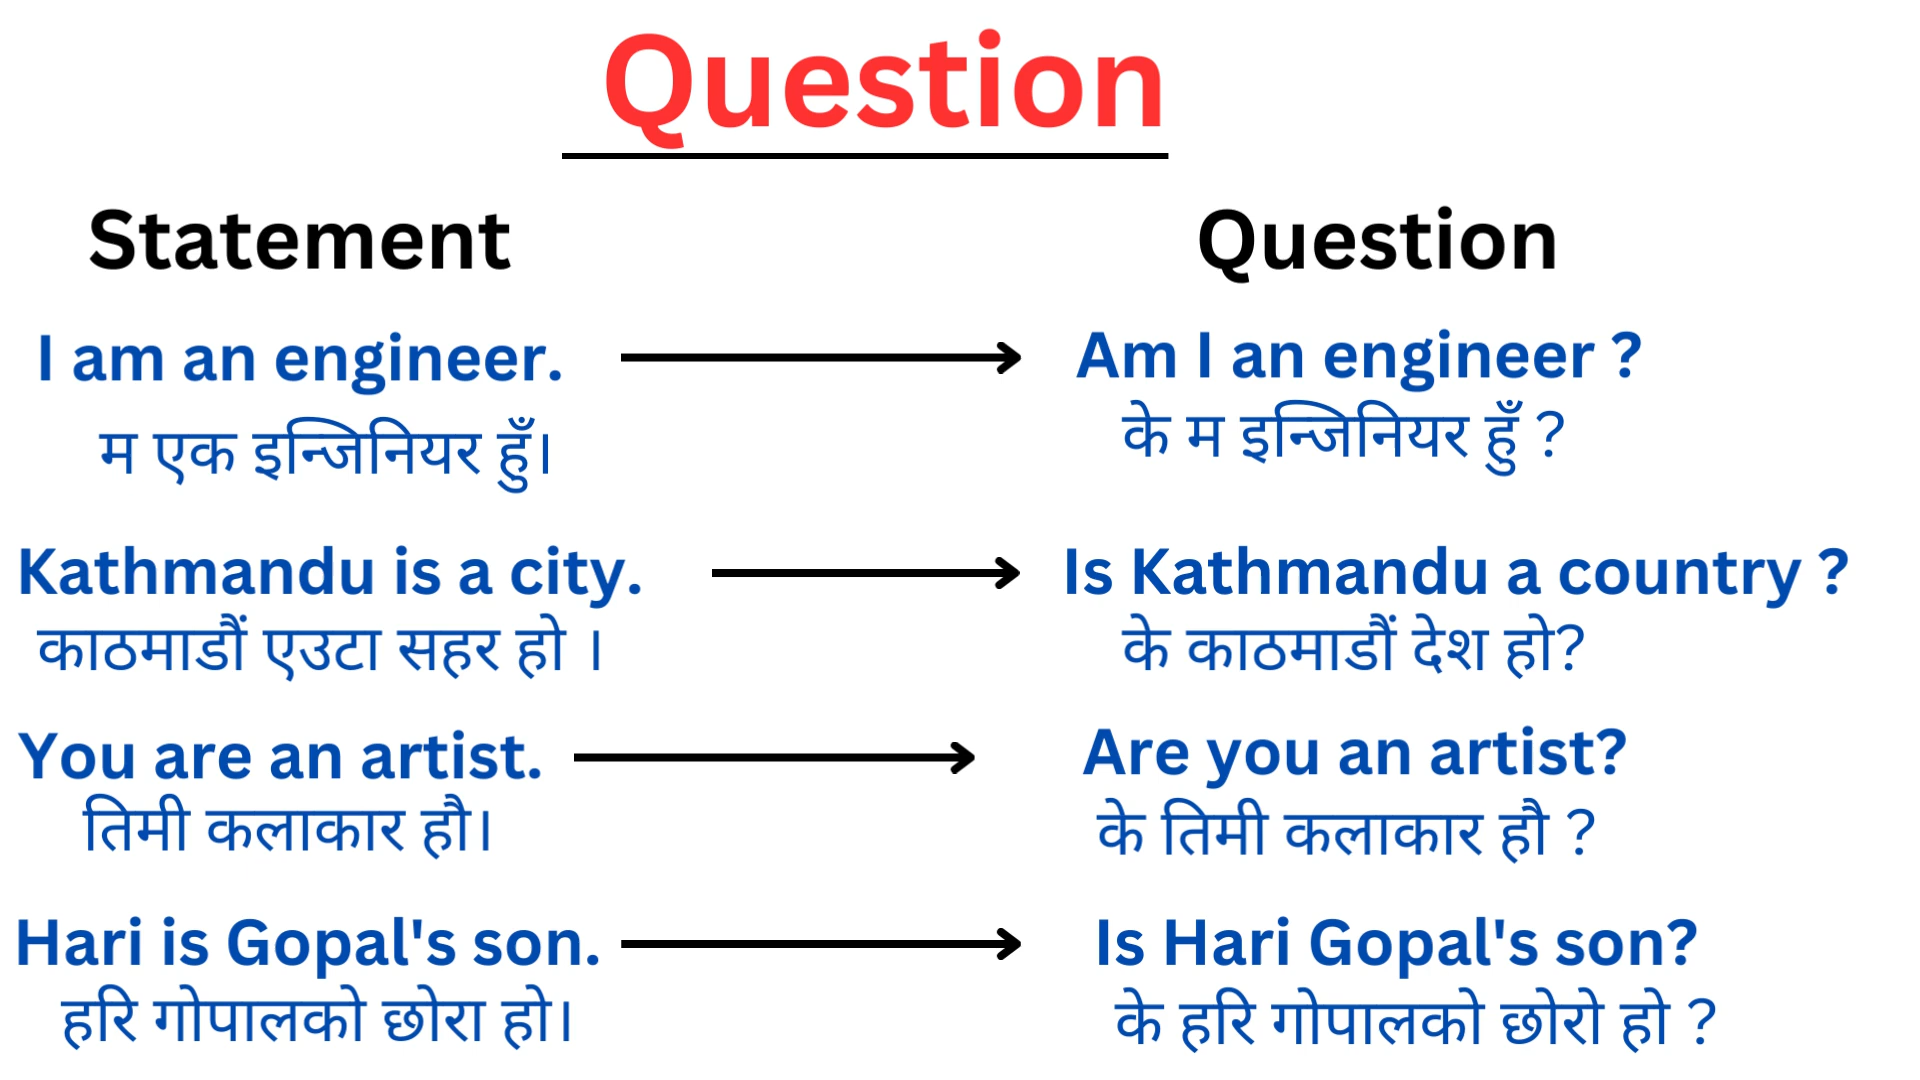 Question
Statement
Question
I am an engineer.
Am I an engineer ?
म एक इन्जिनियर हुँ।
के म इन्जिनियर हुँ ?
Kathmandu is a city.
Is Kathmandu a country ?
काठमाडौं एउटा सहर हो ।
के काठमाडौं देश हो?
You are an artist.
Are you an artist?
तिमी कलाकार हौ।
के तिमी कलाकार हौ ?
Hari is Gopal's son.
Is Hari Gopal's son?
हरि गोपालको छोरा हो।
के हरि गोपालको छोरो हो ?